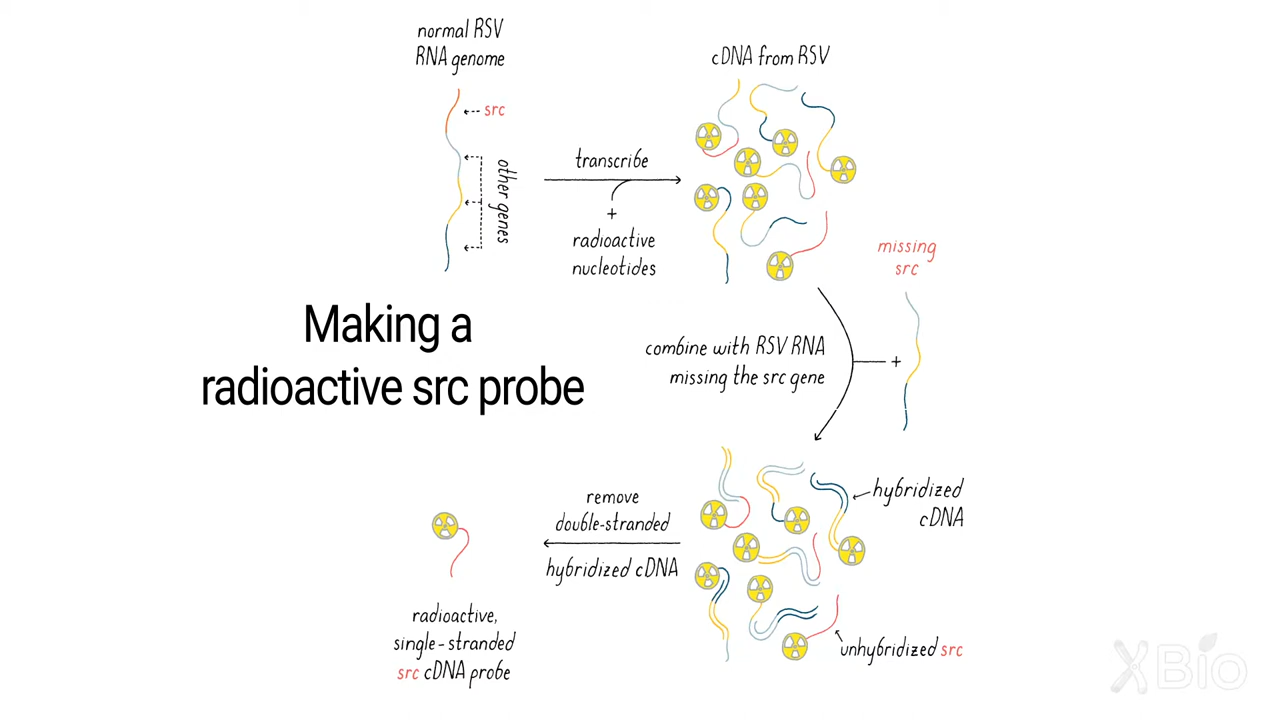 normal RSV
RNA genome
src
other genes
transcribe
+
radioactive
nucleotides
cDNA from RSV
missing
src
Making a
radioactive src probe
combine with RSV RNA
missing the src gene
+
hybridized
cDNA
unhybridized src
remove
double-stranded
hybridized cDNA
radioactive,
single-stranded
src cDNA probe
XBio